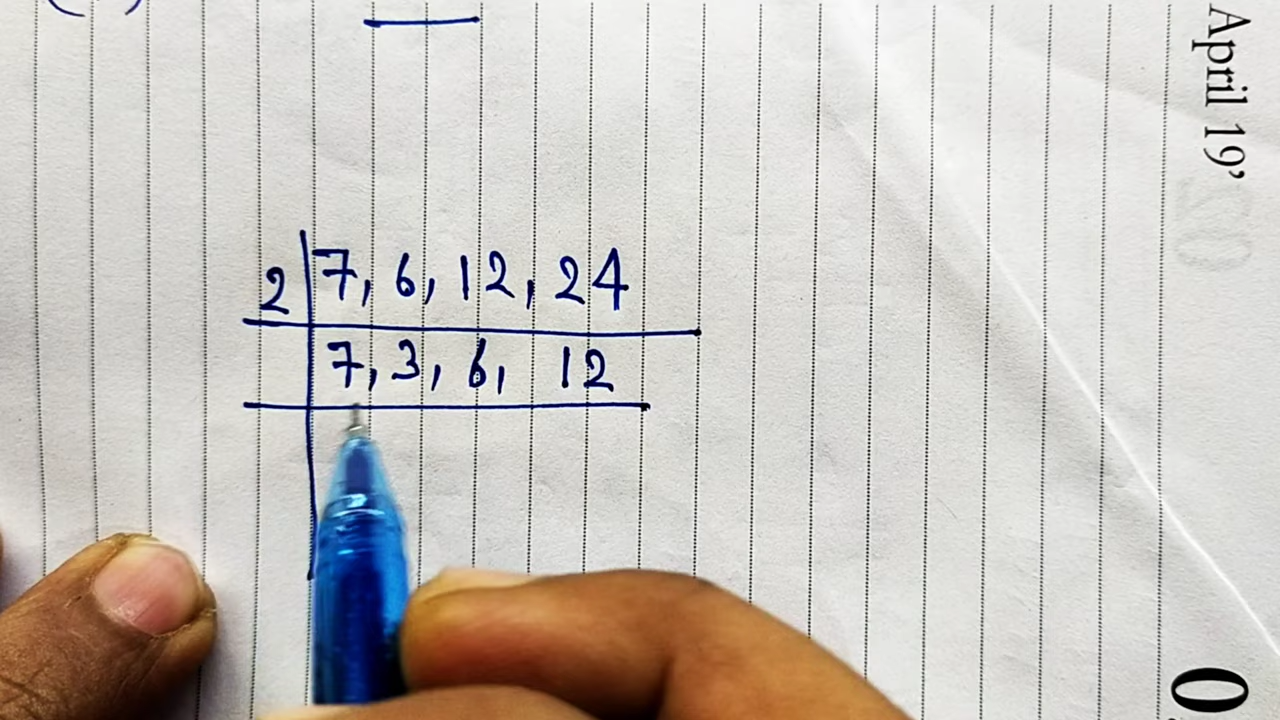 2 | 7, 6, 12, 24
7, 3, 6, 12
April 19'